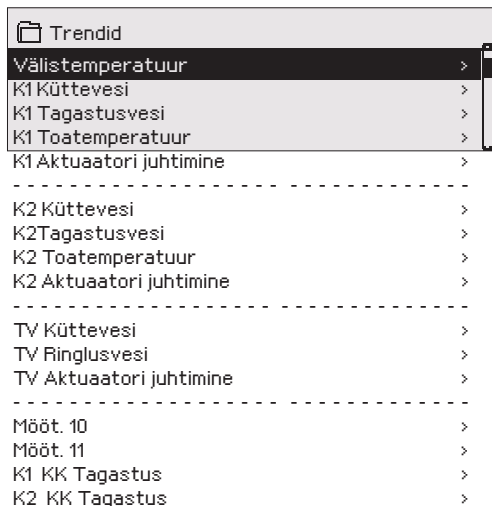 Trendid
Välistemperatuur >
K1 Küttevesi >
K1 Tagastusvesi >
K1 Toatemperatuur >
K1 Aktuaatori juhtimine >
- - - - - - - - - - - - - - - - - - - - - - - - - - - - - - - -
K2 Küttevesi >
K2Tagastusvesi >
K2 Toatemperatuur >
K2 Aktuaatori juhtimine >
- - - - - - - - - - - - - - - - - - - - - - - - - - - - - - - -
TV Küttevesi >
TV Ringlusvesi >
TV Aktuaatori juhtimine >
- - - - - - - - - - - - - - - - - - - - - - - - - - - - - - - -
Mööt. 10 >
Mööt. 11 >
K1 KK Tagastus >
K2 KK Tagastus >